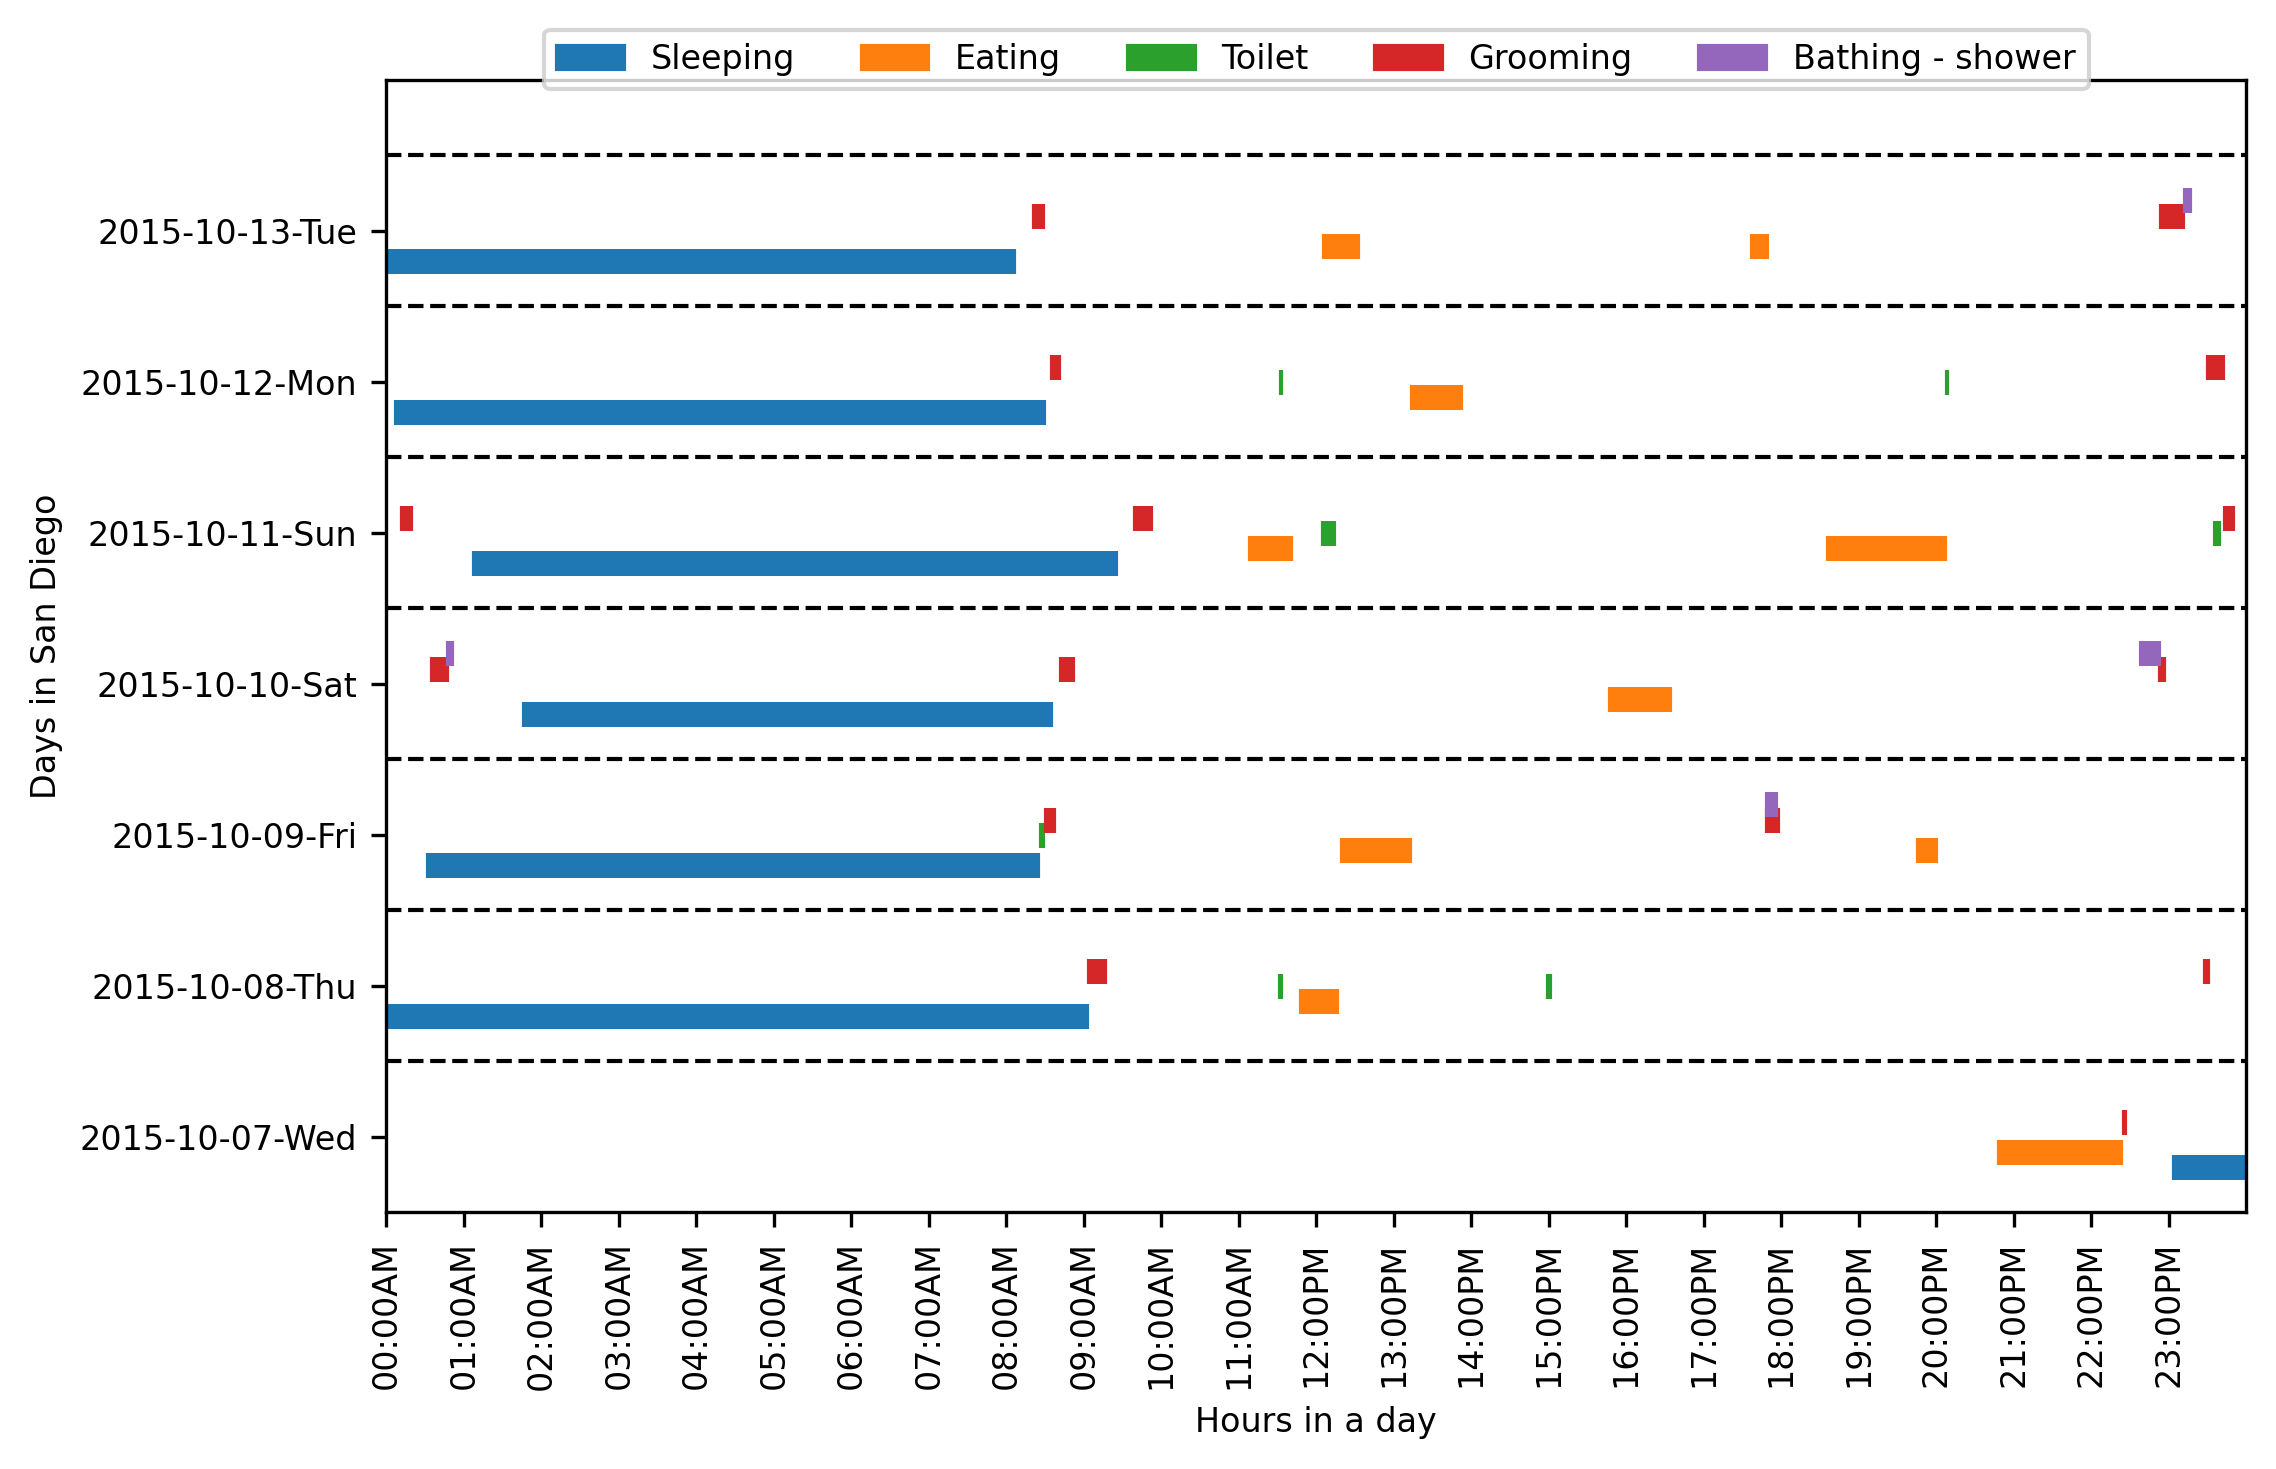 Sleeping Eating Toilet Grooming Bathing - shower
Days in San Diego
2015-10-13-Tue
2015-10-12-Mon
2015-10-11-Sun
2015-10-10-Sat
2015-10-09-Fri
2015-10-08-Thu
2015-10-07-Wed
00:00AM
01:00AM
02:00AM
03:00AM
04:00AM
05:00AM
06:00AM
07:00AM
08:00AM
09:00AM
10:00AM
11:00AM
12:00PM
13:00PM
14:00PM
15:00PM
16:00PM
17:00PM
18:00PM
19:00PM
20:00PM
21:00PM
22:00PM
23:00PM
Hours in a day